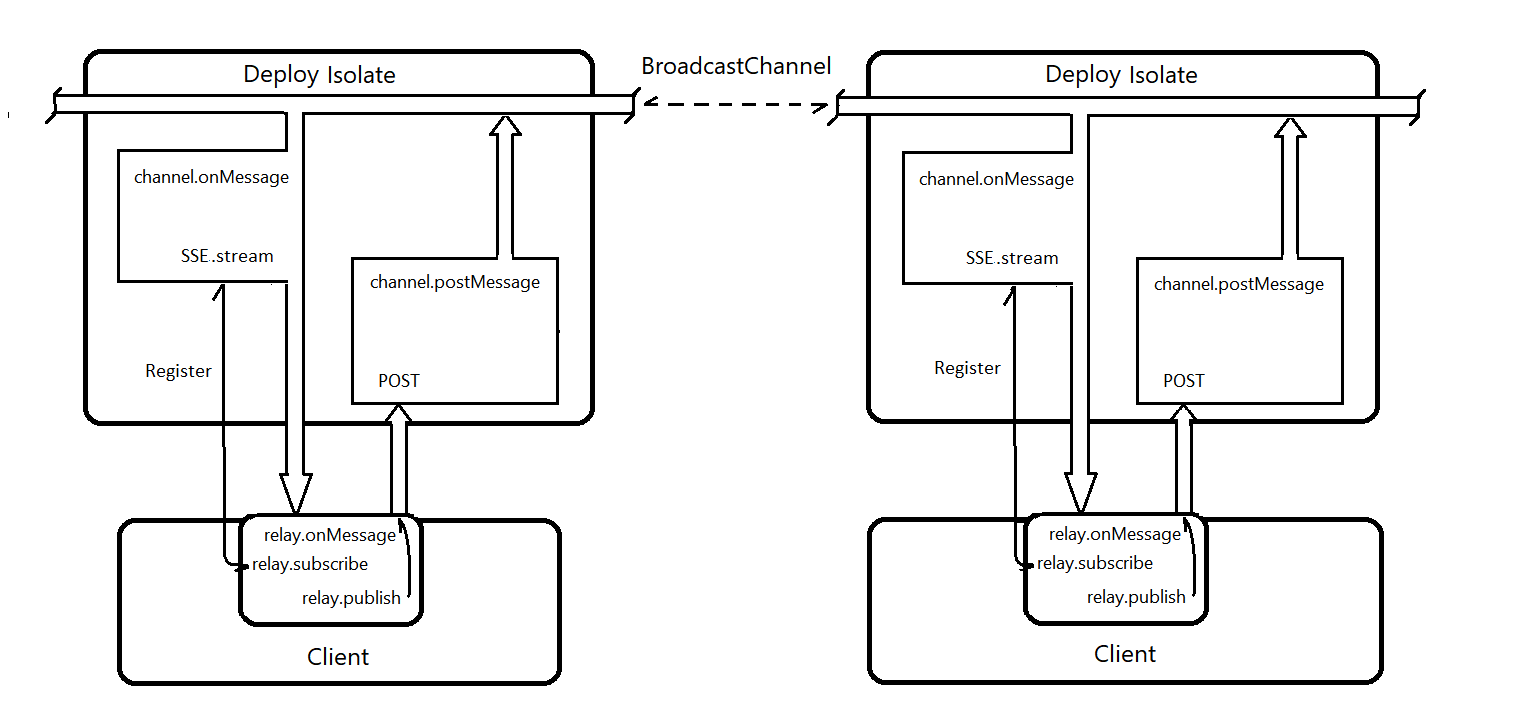 BroadcastChannel
Deploy Isolate
channel.onMessage
SSE.stream
channel.postMessage
Register
POST
relay.onMessage
relay.subscribe
relay.publish
Client
Deploy Isolate
channel.onMessage
SSE.stream
channel.postMessage
Register
POST
relay.onMessage
relay.subscribe
relay.publish
Client